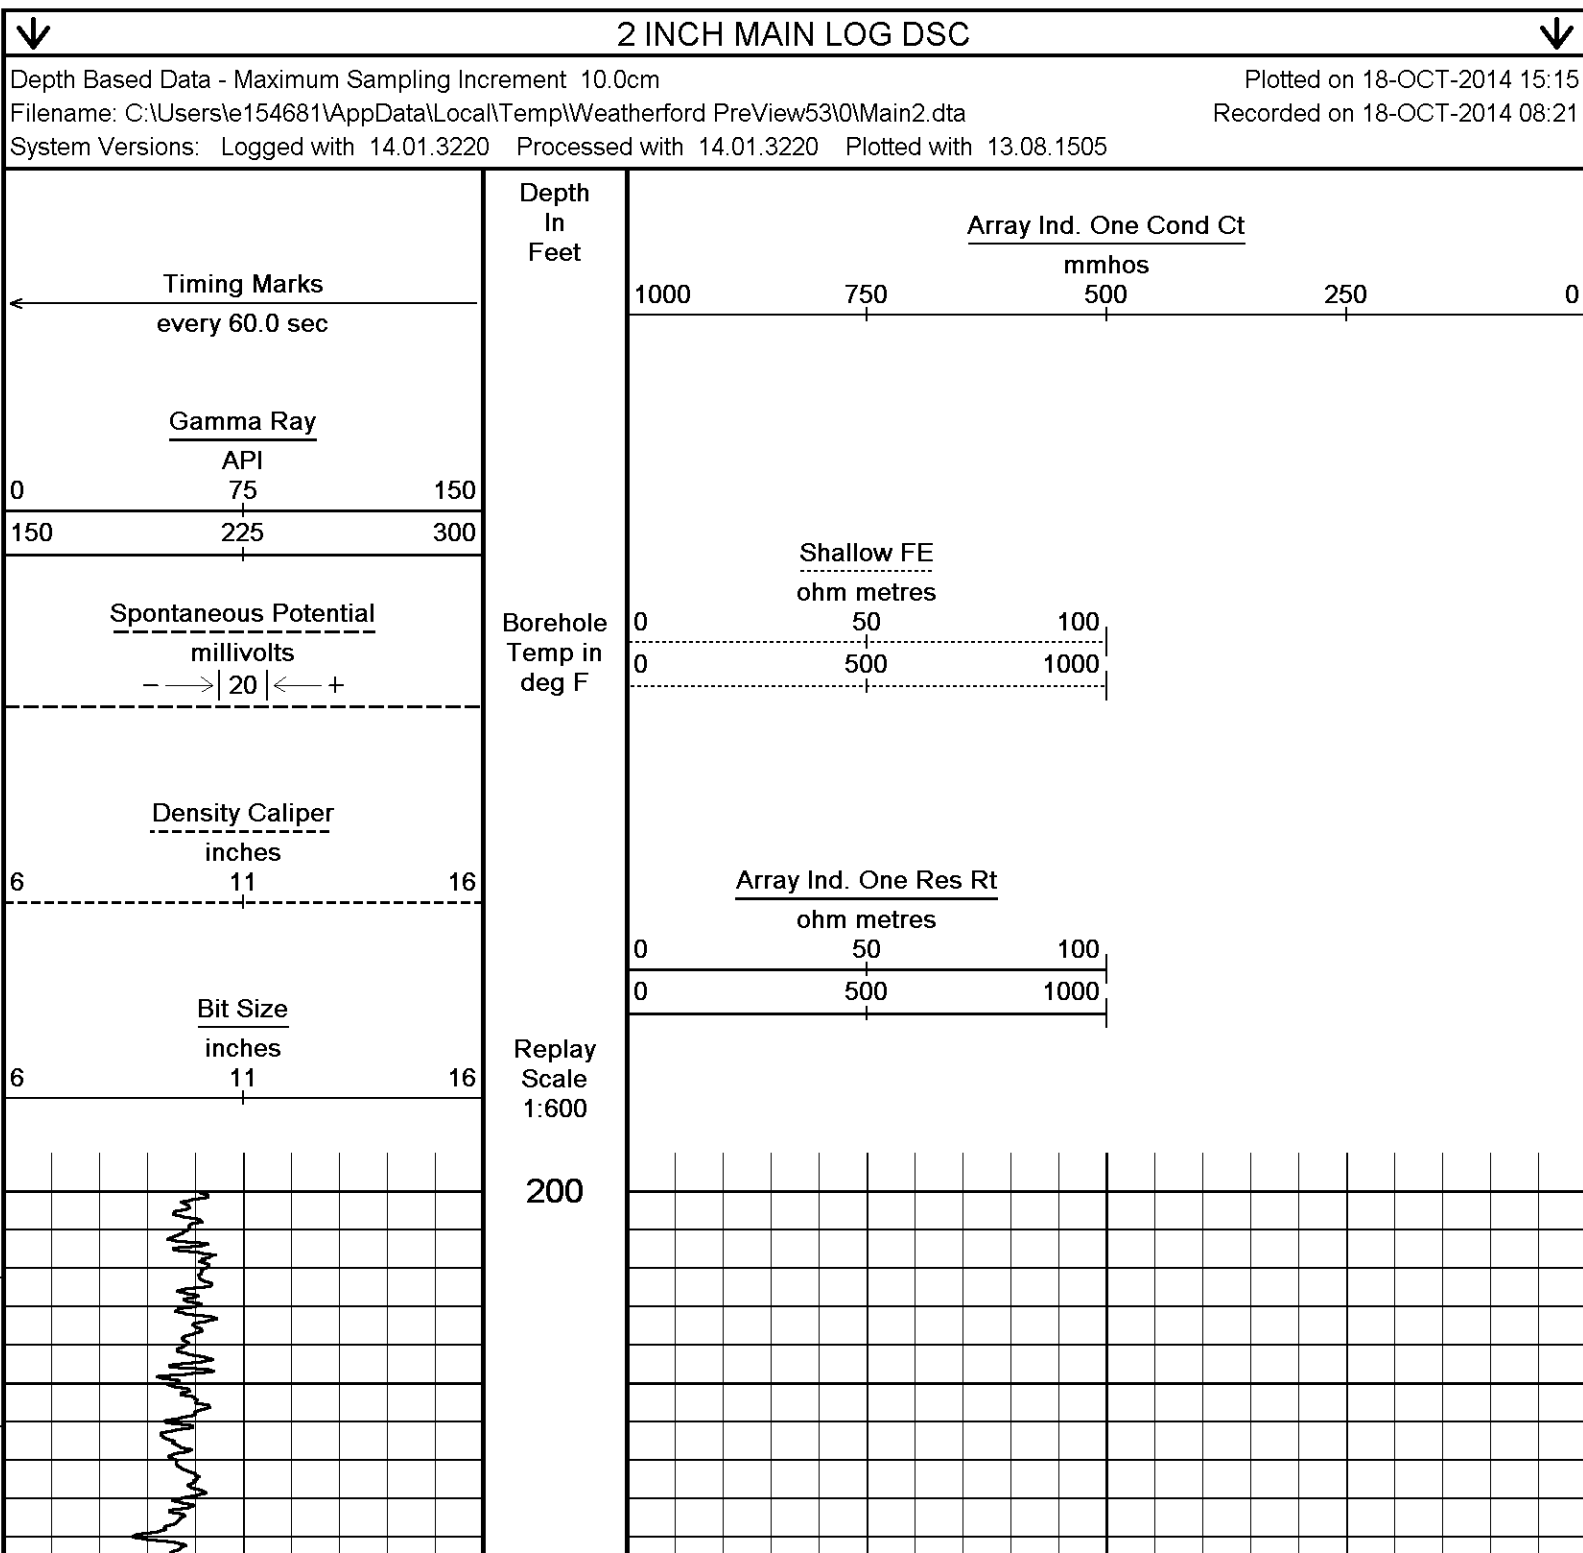 2 INCH MAIN LOG DSC
Depth Based Data - Maximum Sampling Increment 10.0cm
Plotted on 18-OCT-2014 15:15
Filename: C:\Users\e154681\AppData\Local\Temp\Weatherford PreView53\0\Main2.dta
Recorded on 18-OCT-2014 08:21
System Versions: Logged with 14.01.3220 Processed with 14.01.3220 Plotted with 13.08.1505
Timing Marks
every 60.0 sec
Gamma Ray
API
0 75 150
150 225 300
Spontaneous Potential
millivolts
- 20 +
Density Caliper
inches
6 11 16
Bit Size
inches
6 11 16
Depth
In
Feet
Borehole
Temp in
deg F
Replay
Scale
1:600
200
Array Ind. One Cond Ct
mmhos
1000 750 500 250 0
Shallow FE
ohm metres
0 50 100
0 500 1000
Array Ind. One Res Rt
ohm metres
0 50 100
0 500 1000